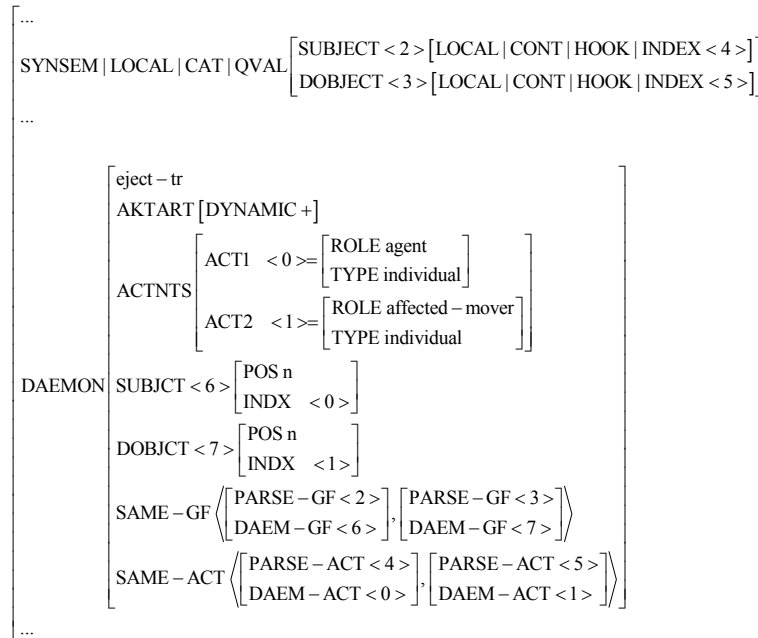 ...
SYNSEM | LOCAL | CAT | QVAL [SUBJECT < 2 > [LOCAL | CONT | HOOK | INDEX < 4 >]
DOBJECT < 3 > [LOCAL | CONT | HOOK | INDEX < 5 >]]
...
DAEMON
eject – tr
AKTART [DYNAMIC +]
ACTNTS
ACT1 < 0 >= [ROLE agent
TYPE individual]
ACT2 < 1 >= [ROLE affected – mover
TYPE individual]
SUBJCT < 6 > [POS n
INDX < 0 >]
DOBJCT < 7 > [POS n
INDX < 1 >]
SAME – GF ⟨[PARSE – GF < 2 >
DAEM – GF < 6 >], [PARSE – GF < 3 >
DAEM – GF < 7 >]⟩
SAME – ACT ⟨[PARSE – ACT < 4 >
DAEM – ACT < 0 >], [PARSE – ACT < 5 >
DAEM – ACT < 1 >]⟩
...